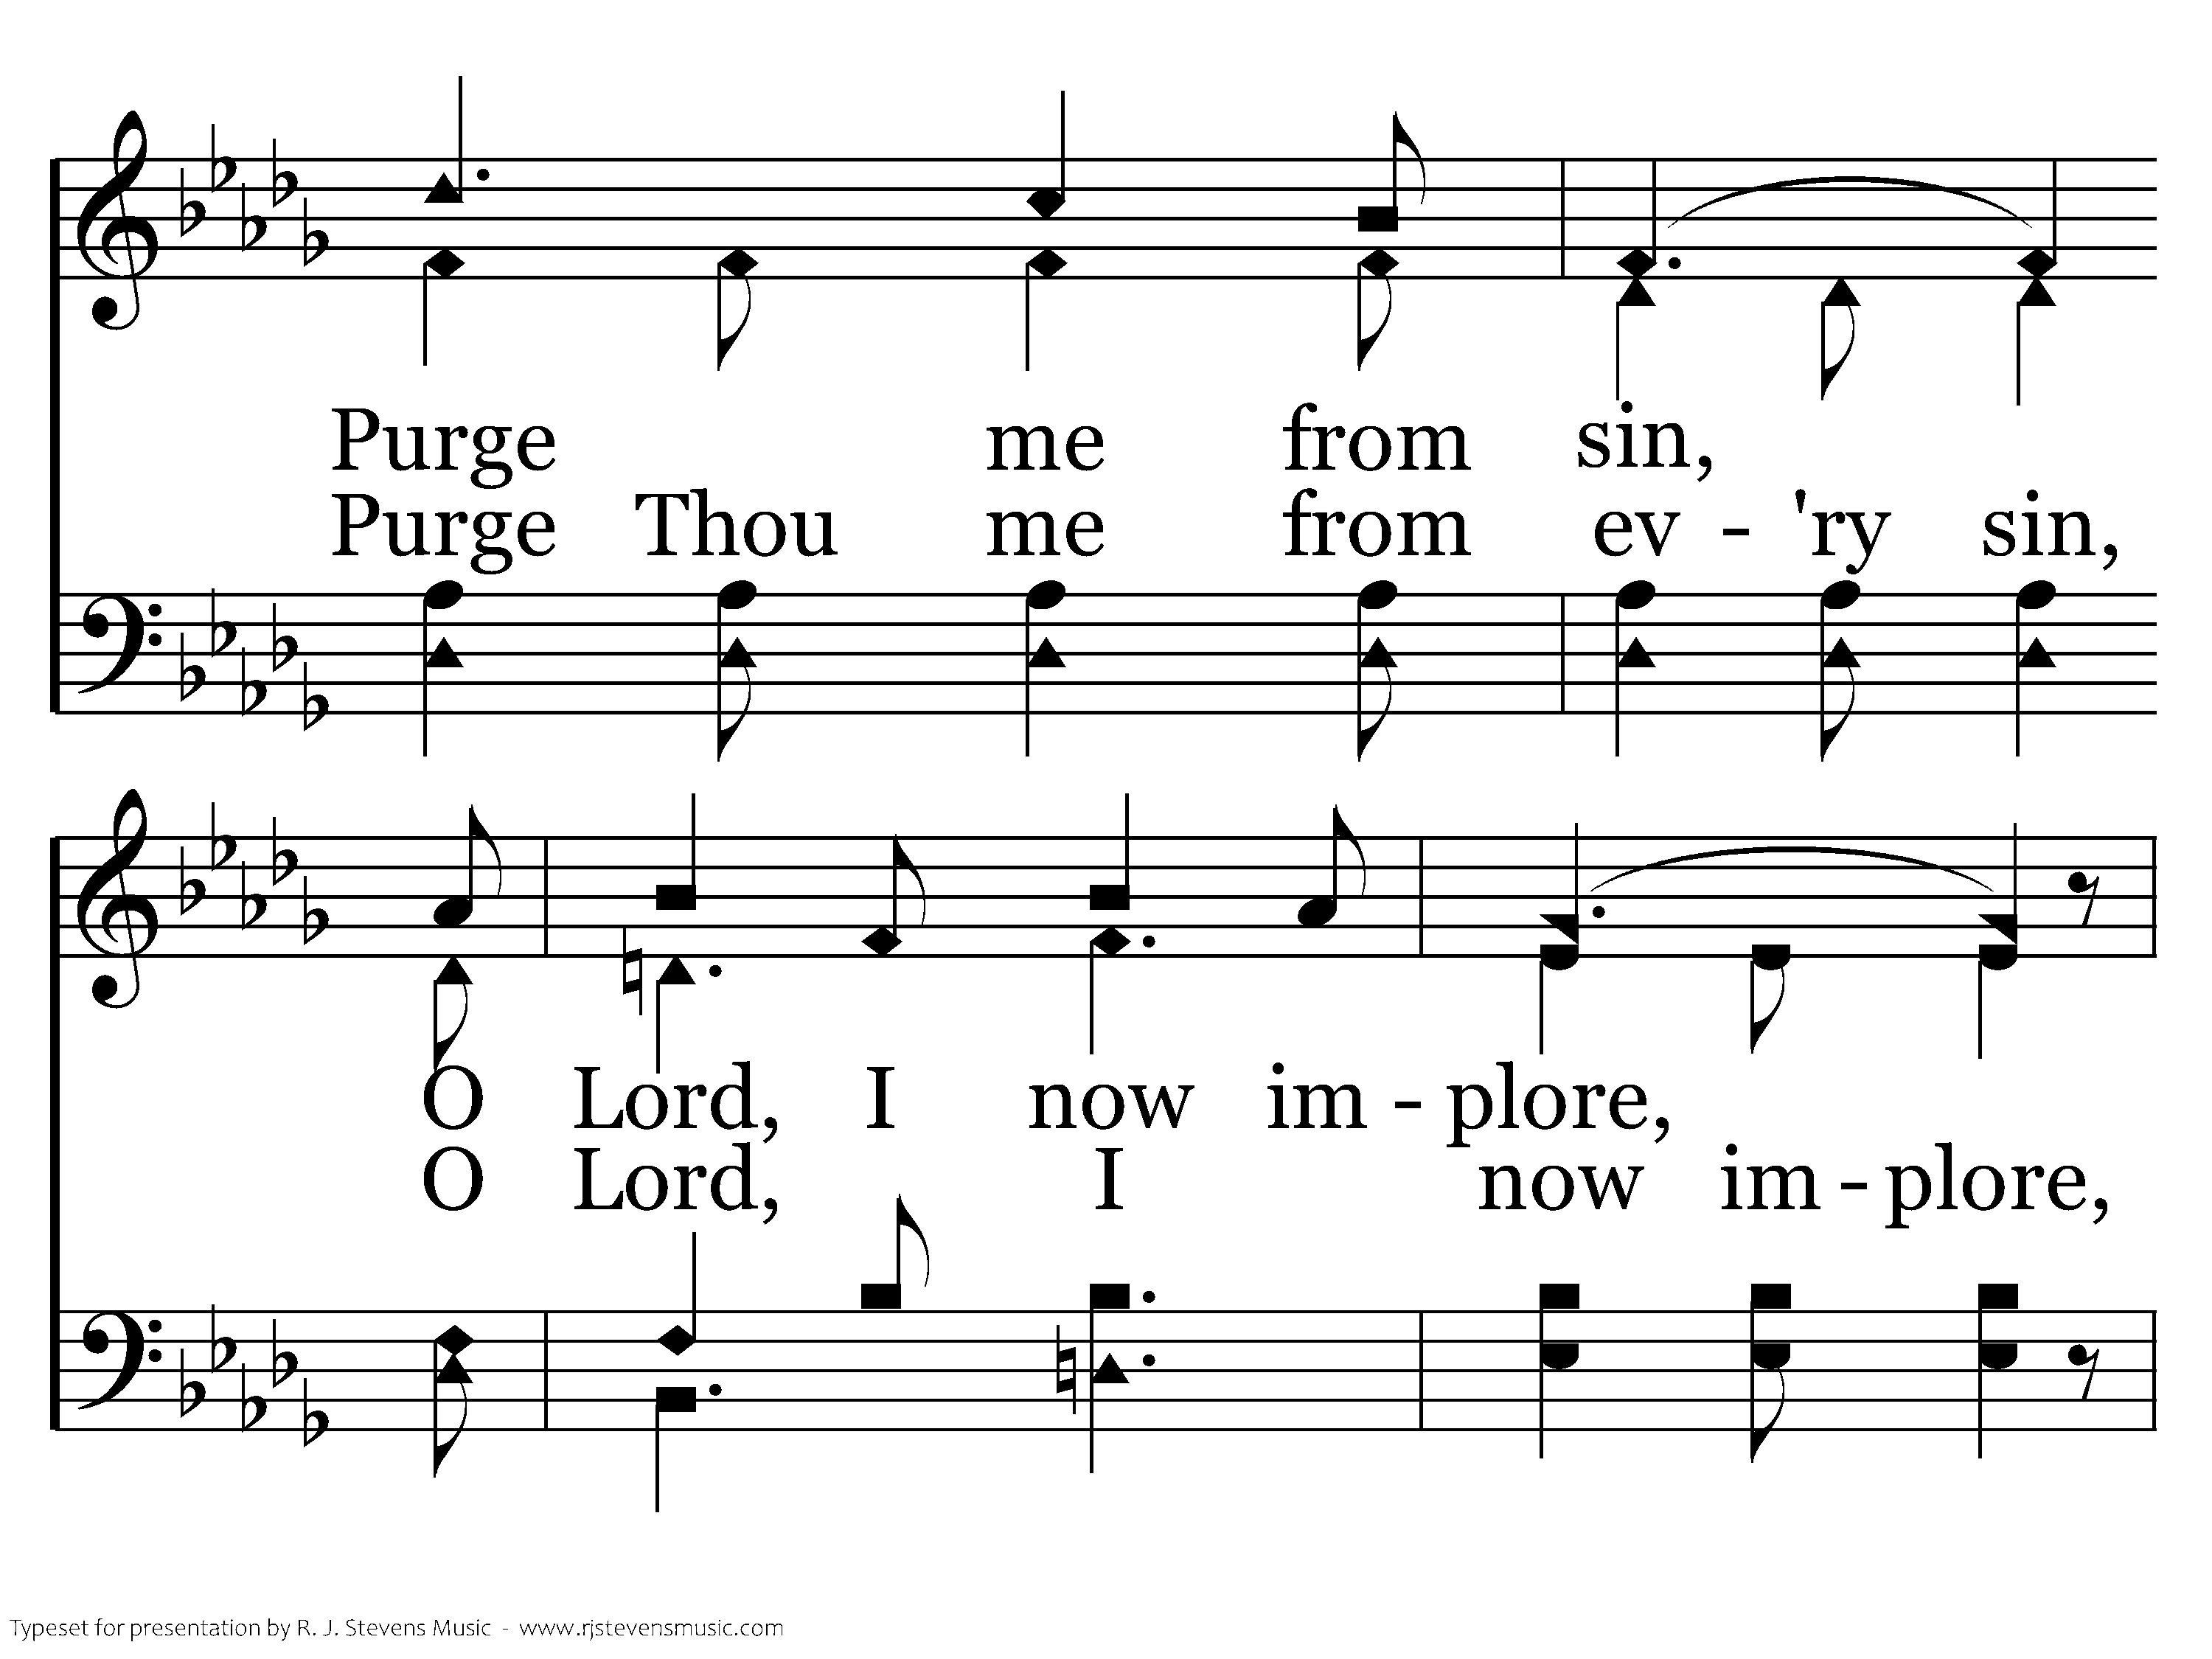 Purge me from sin,
Purge Thou me from ev - 'ry sin,
O Lord, I now im - plore,
O Lord, I now im - plore,
Typeset for presentation by R. J. Stevens Music - www.rjstevensmusic.com